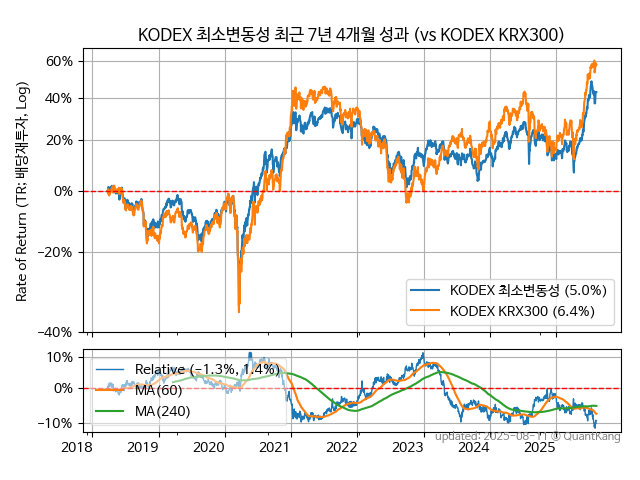 KODEX 최소변동성 최근 7년 4개월 성과 (vs KODEX KRX300)
Rate of Return (TR: 배당재투자, Log)
60%
40%
20%
0%
−20%
−40%
KODEX 최소변동성 (5.0%)
KODEX KRX300 (6.4%)
10%
0%
−10%
Relative (−1.3%, 1.4%)
MA(60)
MA(240)
2018 2019 2020 2021 2022 2023 2024 2025
updated: 2025-08-11 © QuantKang